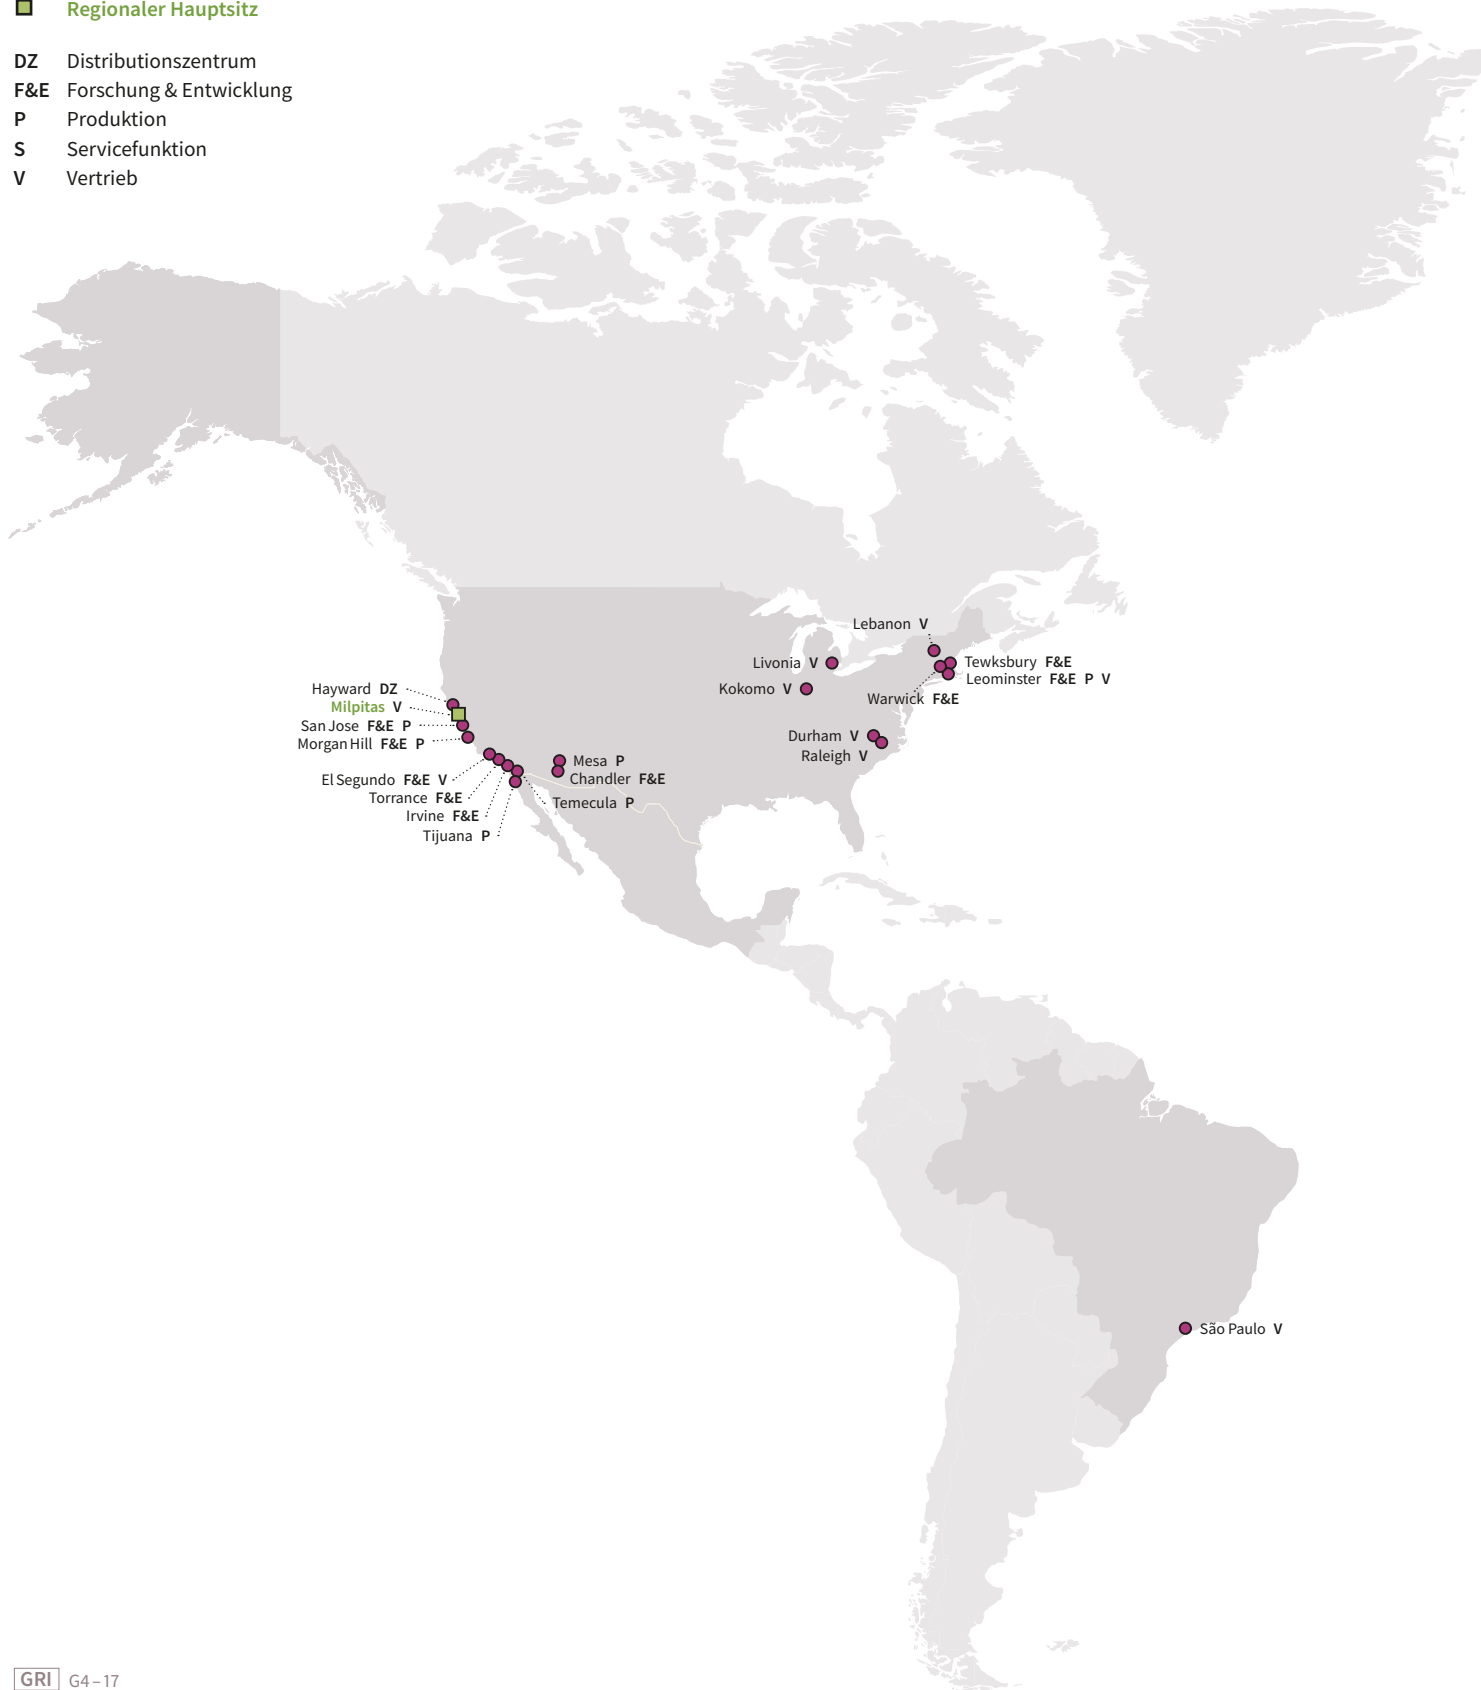 Regionaler Hauptsitz
DZ Distributionszentrum
F&E Forschung & Entwicklung
P Produktion
S Servicefunktion
V Vertrieb
Lebanon V
Livonia V
Tewksbury F&E
Leominster F&E P V
Kokomo V
Warwick F&E
Hayward DZ
Milpitas V
San Jose F&E P
Morgan Hill F&E P
Durham V
Raleigh V
Mesa P
Chandler F&E
El Segundo F&E V
Torrance F&E
Temecula P
Irvine F&E
Tijuana P
São Paulo V
GRI G4–17